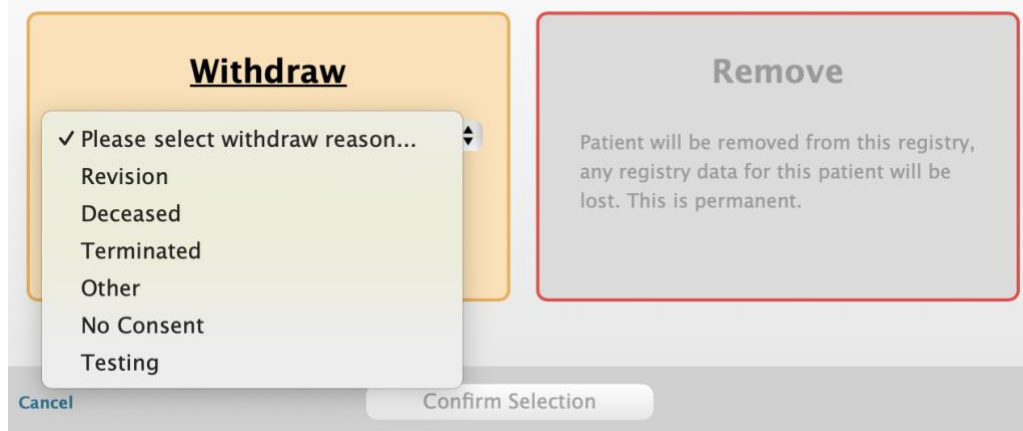 Withdraw
✓ Please select withdraw reason...
Revision
Deceased
Terminated
Other
No Consent
Testing
Remove
Patient will be removed from this registry,
any registry data for this patient will be
lost. This is permanent.
Cancel
Confirm Selection